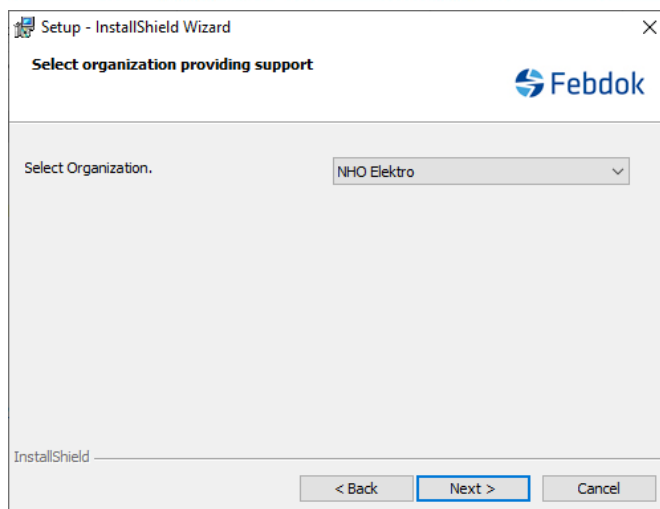 Setup - InstallShield Wizard
Select organization providing support
Febdok
Select Organization.
NHO Elektro
InstallShield
< Back
Next >
Cancel